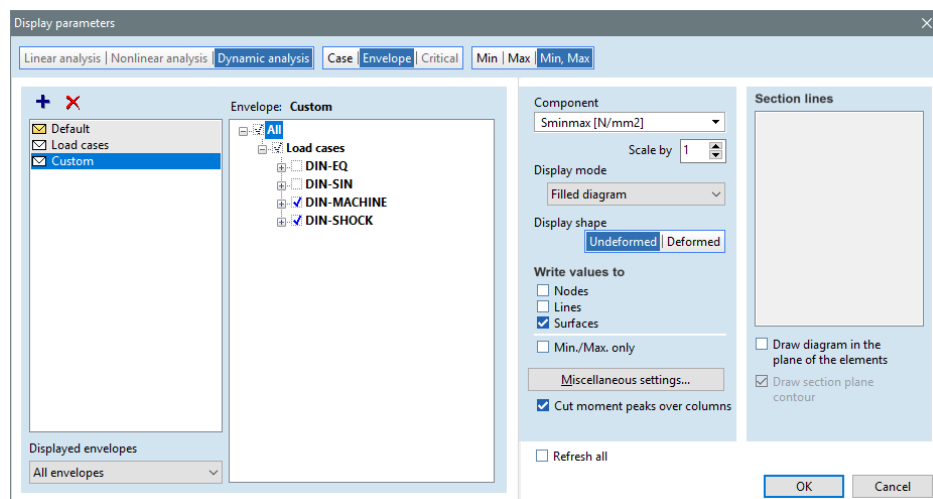 Display parameters
Linear analysis | Nonlinear analysis | Dynamic analysis Case | Envelope | Critical Min | Max | Min, Max
Envelope: Custom
Default
Load cases
Custom
All
Load cases
DIN-EQ
DIN-SIN
DIN-MACHINE
DIN-SHOCK
Displayed envelopes
All envelopes
Component
Sminmax [N/mm2]
Scale by 1
Display mode
Filled diagram
Display shape
Undeformed | Deformed
Write values to
Nodes
Lines
Surfaces
Min./Max. only
Miscellaneous settings...
Cut moment peaks over columns
Refresh all
Section lines
Draw diagram in the
plane of the elements
Draw section plane
contour
OK Cancel